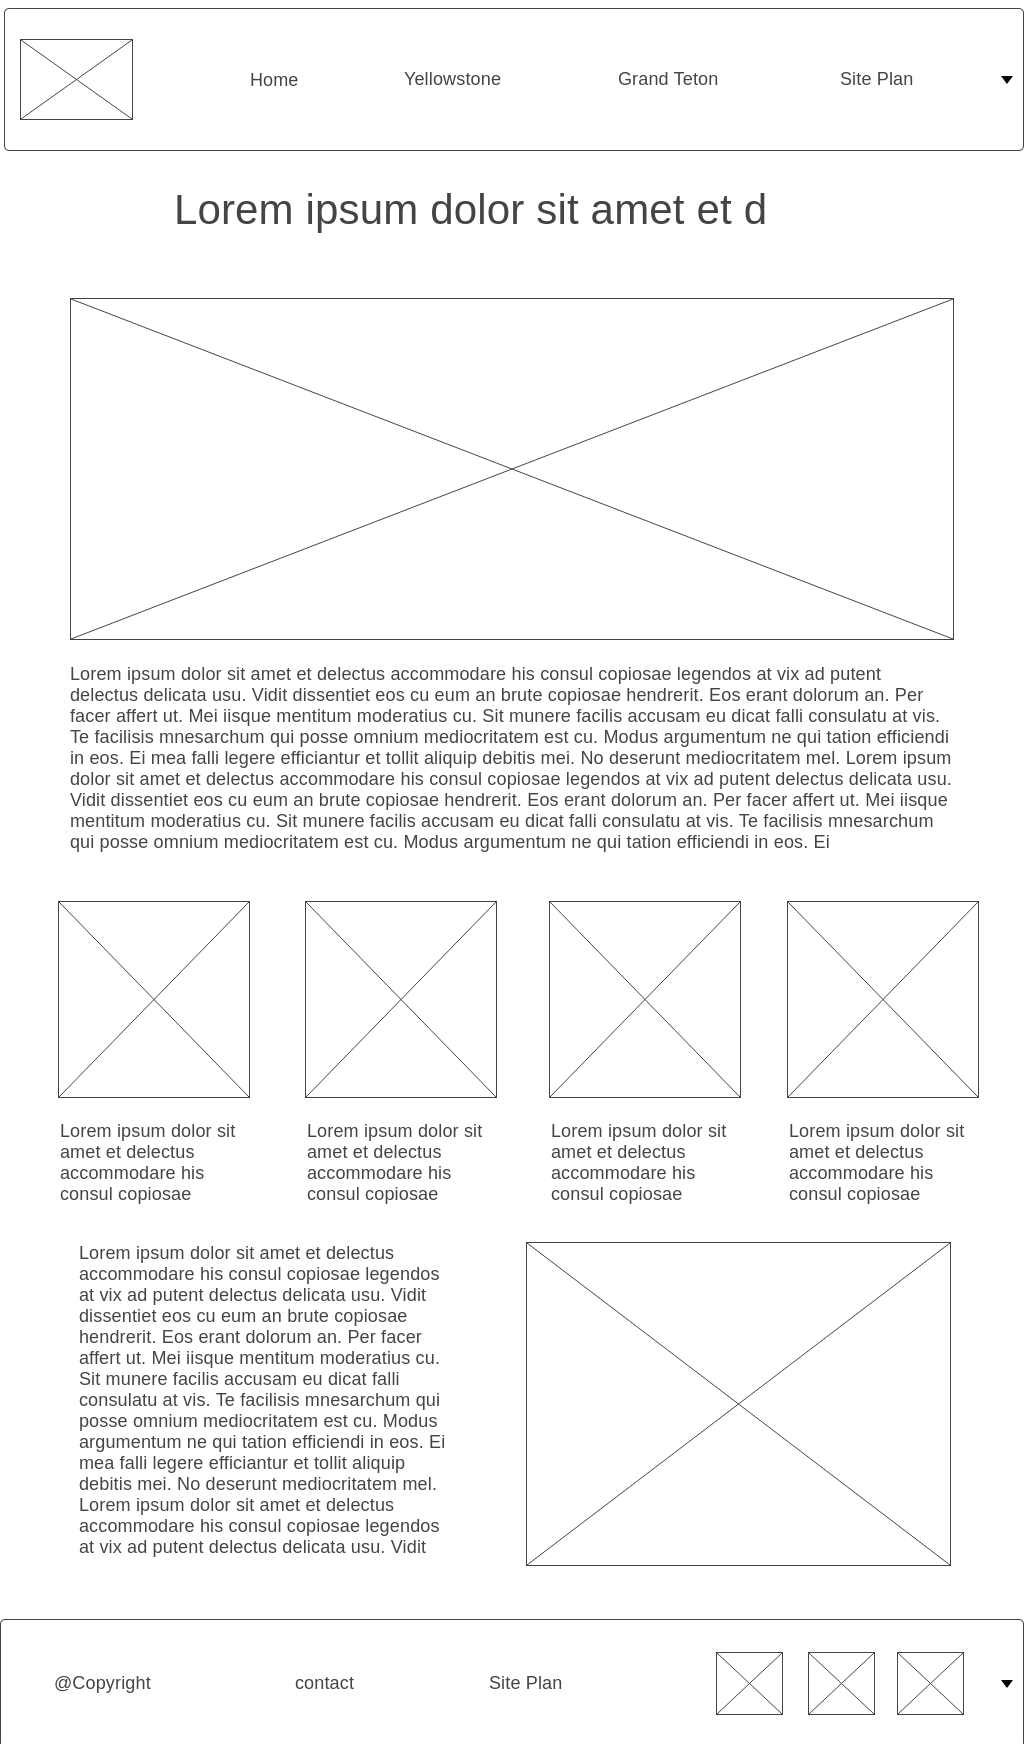 Home Yellowstone Grand Teton Site Plan
Lorem ipsum dolor sit amet et d
Lorem ipsum dolor sit amet et delectus accommodare his consul copiosae legendos at vix ad putent
delectus delicata usu. Vidit dissentiet eos cu eum an brute copiosae hendrerit. Eos erant dolorum an. Per
facer affert ut. Mei iisque mentitum moderatius cu. Sit munere facilis accusam eu dicat falli consulatu at vis.
Te facilisis mnesarchum qui posse omnium mediocritatem est cu. Modus argumentum ne qui tation efficiendi
in eos. Ei mea falli legere efficiantur et tollit aliquip debitis mei. No deserunt mediocritatem mel. Lorem ipsum
dolor sit amet et delectus accommodare his consul copiosae legendos at vix ad putent delectus delicata usu.
Vidit dissentiet eos cu eum an brute copiosae hendrerit. Eos erant dolorum an. Per facer affert ut. Mei iisque
mentitum moderatius cu. Sit munere facilis accusam eu dicat falli consulatu at vis. Te facilisis mnesarchum
qui posse omnium mediocritatem est cu. Modus argumentum ne qui tation efficiendi in eos. Ei
Lorem ipsum dolor sit
amet et delectus
accommodare his
consul copiosae
Lorem ipsum dolor sit
amet et delectus
accommodare his
consul copiosae
Lorem ipsum dolor sit
amet et delectus
accommodare his
consul copiosae
Lorem ipsum dolor sit
amet et delectus
accommodare his
consul copiosae
Lorem ipsum dolor sit amet et delectus
accommodare his consul copiosae legendos
at vix ad putent delectus delicata usu. Vidit
dissentiet eos cu eum an brute copiosae
hendrerit. Eos erant dolorum an. Per facer
affert ut. Mei iisque mentitum moderatius cu.
Sit munere facilis accusam eu dicat falli
consulatu at vis. Te facilisis mnesarchum qui
posse omnium mediocritatem est cu. Modus
argumentum ne qui tation efficiendi in eos. Ei
mea falli legere efficiantur et tollit aliquip
debitis mei. No deserunt mediocritatem mel.
Lorem ipsum dolor sit amet et delectus
accommodare his consul copiosae legendos
at vix ad putent delectus delicata usu. Vidit
@Copyright contact Site Plan